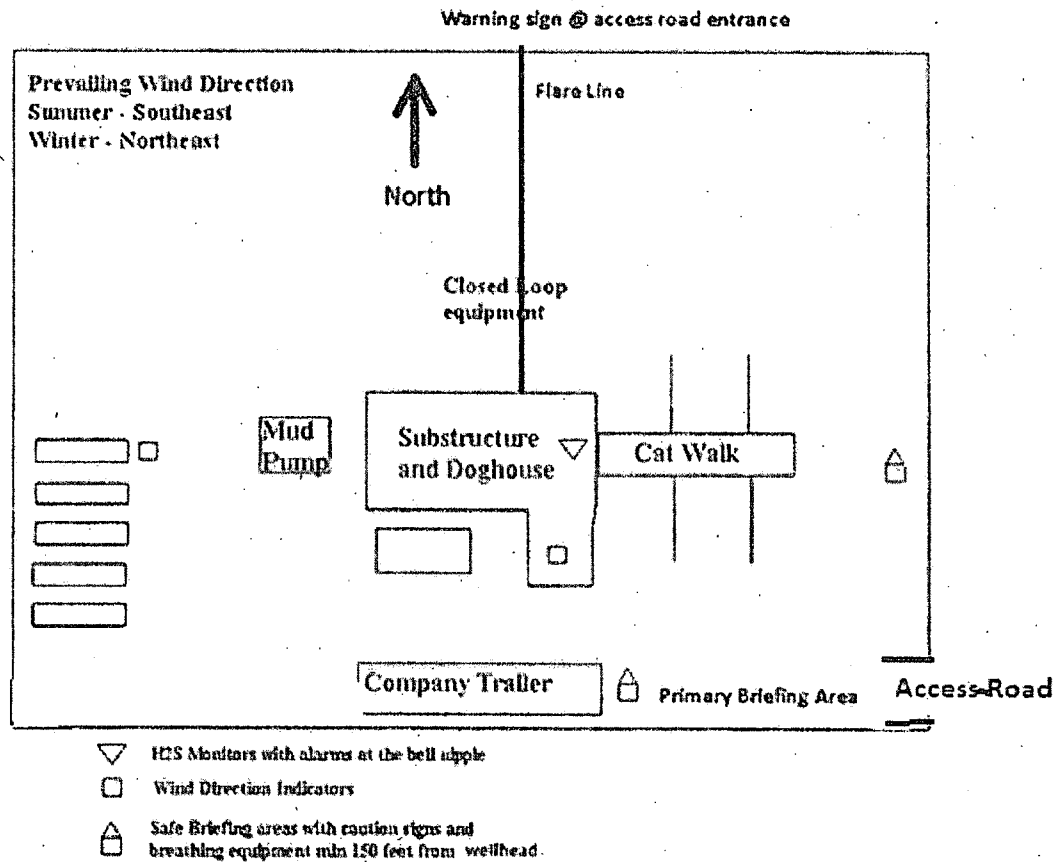 Warning sign @ access road entrance
Prevailing Wind Direction
Summer - Southeast
Winter - Northeast
North
Flare Line
Closed Loop
equipment
Mud
Pump
Substructure
and Doghouse
Cat Walk
Company Trailer
Primary Briefing Area
Access Road
H2S Monitors with alarms at the bell nipple
Wind Direction Indicators
Safe Briefing areas with caution signs and
breathing equipment min 150 feet from wellhead